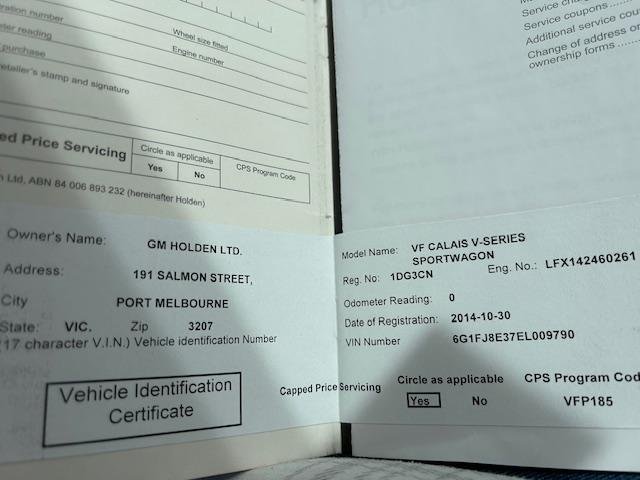 ration number
Wheel size fitted
Engine number
purchase
retailer's stamp and signature
ed Price Servicing
Circle as applicable
Yes No
CPS Program Code
Ltd, ABN 84 006 893 232 (hereinafter Holden)
Service coupons
Additional service cou
Change of address or
ownership forms
Owner's Name: GM HOLDEN LTD.
Address: 191 SALMON STREET,
City PORT MELBOURNE
State: VIC. Zip 3207
(17 character V.I.N.) Vehicle identification Number
Vehicle Identification
Certificate
Model Name: VF CALAIS V-SERIES
SPORTWAGON
Reg. No: 1DG3CN Eng. No.: LFX142460261
Odometer Reading: 0
Date of Registration: 2014-10-30
VIN Number 6G1FJ8E37EL009790
Capped Price Servicing
Circle as applicable
Yes No
CPS Program Cod
VFP185